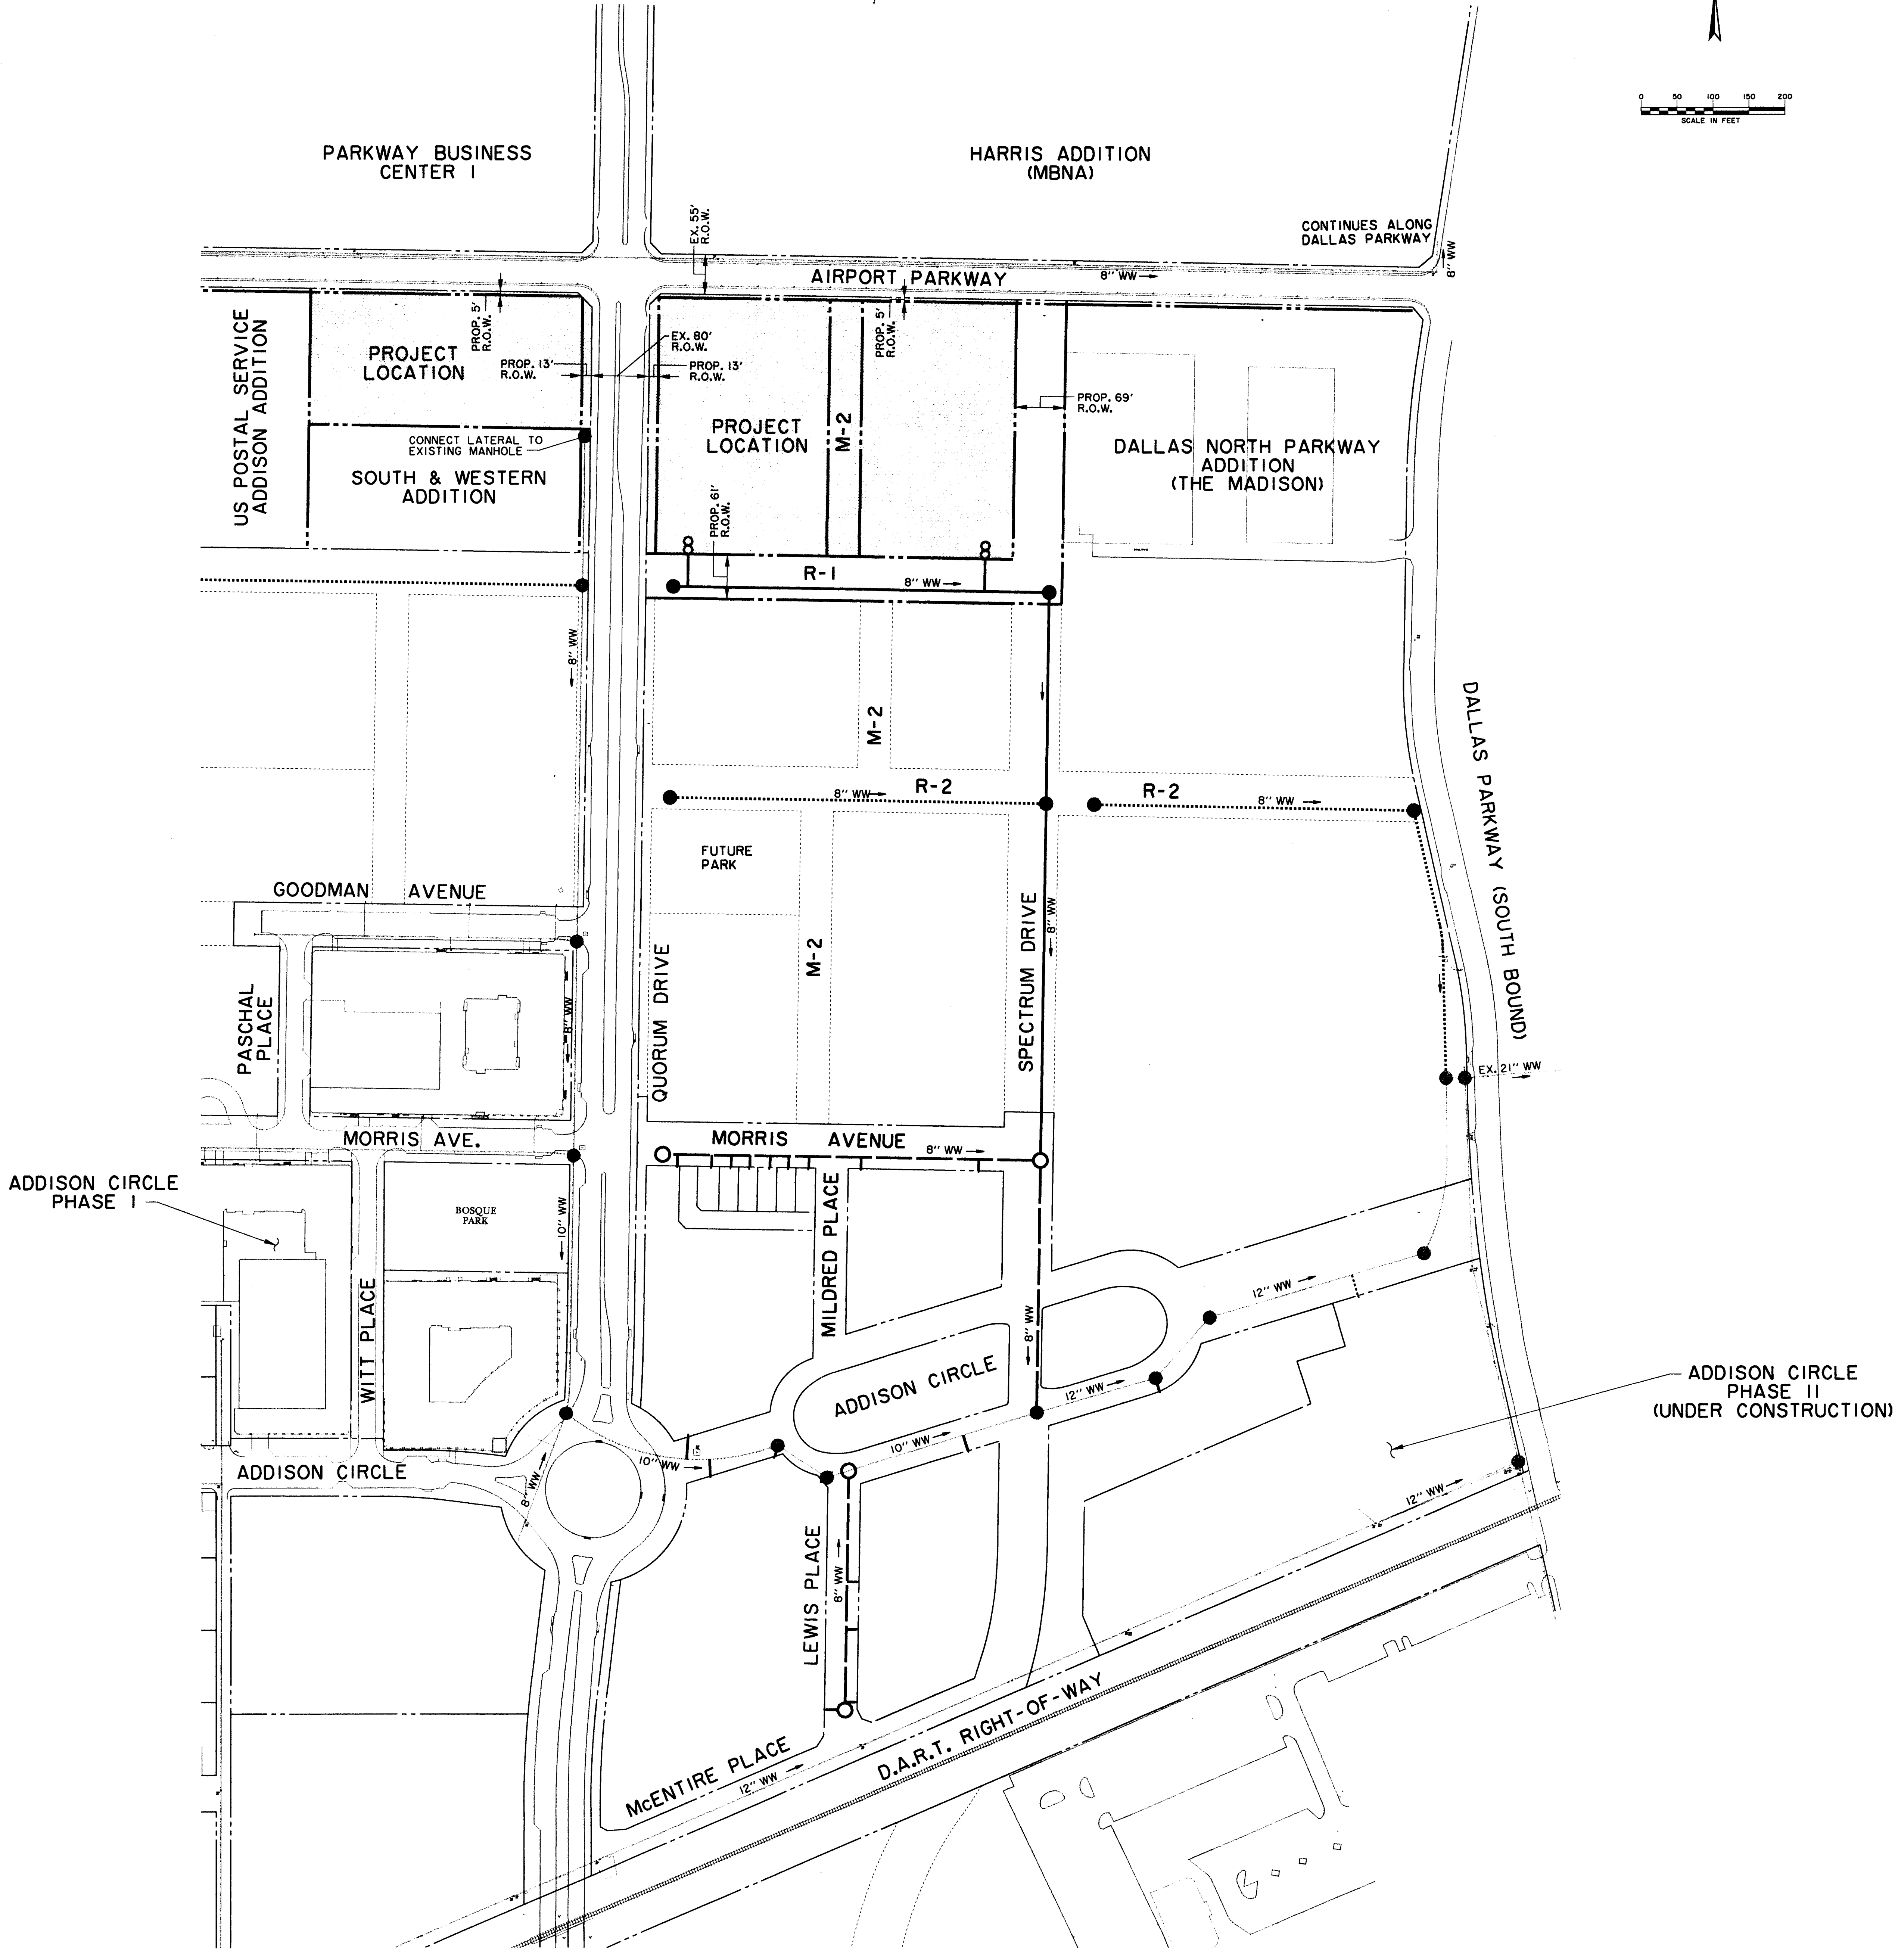 0 50 100 150 200
SCALE IN FEET
PARKWAY BUSINESS
CENTER I
HARRIS ADDITION
(MBNA)
CONTINUES ALONG
DALLAS PARKWAY
8" WW
EX. 55'
R.O.W.
AIRPORT PARKWAY
8" WW
US POSTAL SERVICE
ADDISON ADDITION
PROJECT
LOCATION
PROP. 5'
R.O.W.
PROP. 13'
R.O.W.
EX. 80'
R.O.W.
PROP. 13'
R.O.W.
PROP. 5'
R.O.W.
PROP. 69'
R.O.W.
CONNECT LATERAL TO
EXISTING MANHOLE
SOUTH & WESTERN
ADDITION
PROJECT
LOCATION
M-2
DALLAS NORTH PARKWAY
ADDITION
(THE MADISON)
PROP. 61'
R.O.W.
R-1
8" WW
8" WW
M-2
8" WW
R-2
R-2
8" WW
DALLAS PARKWAY (SOUTH BOUND)
FUTURE
PARK
GOODMAN AVENUE
M-2
SPECTRUM DRIVE
8" WW
QUORUM DRIVE
PASCHAL
PLACE
8" WW
EX. 21" WW
MORRIS AVE.
MORRIS AVENUE
8" WW
ADDISON CIRCLE
PHASE I
BOSQUE
PARK
10" WW
WITT PLACE
MILDRED PLACE
8" WW
12" WW
ADDISON CIRCLE
12" WW
ADDISON CIRCLE
PHASE II
(UNDER CONSTRUCTION)
10" WW
10" WW
ADDISON CIRCLE
8" WW
12" WW
LEWIS PLACE
8" WW
McENTIRE PLACE
12" WW
D.A.R.T. RIGHT-OF-WAY